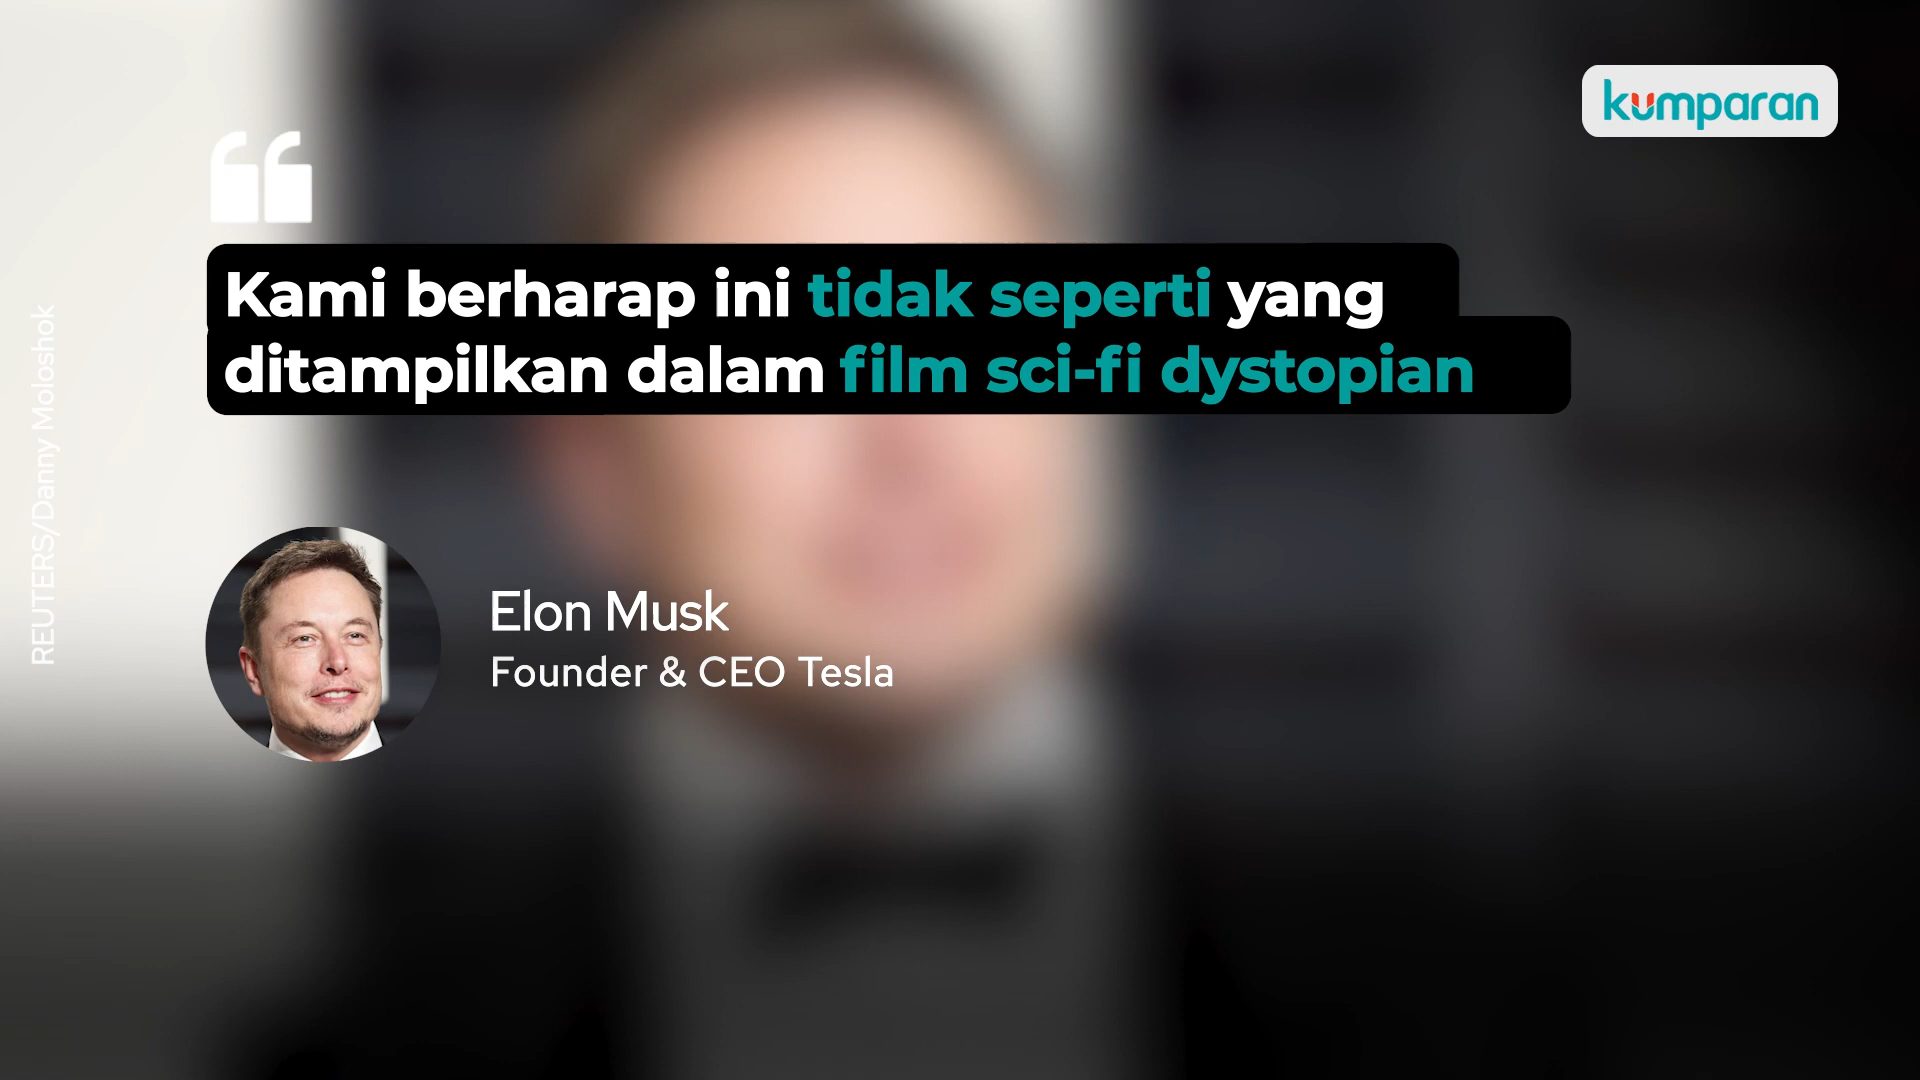 kumparan
Kami berharap ini tidak seperti yang
ditampilkan dalam film sci-fi dystopian
REUTERS/Danny Moloshok
Elon Musk
Founder & CEO Tesla